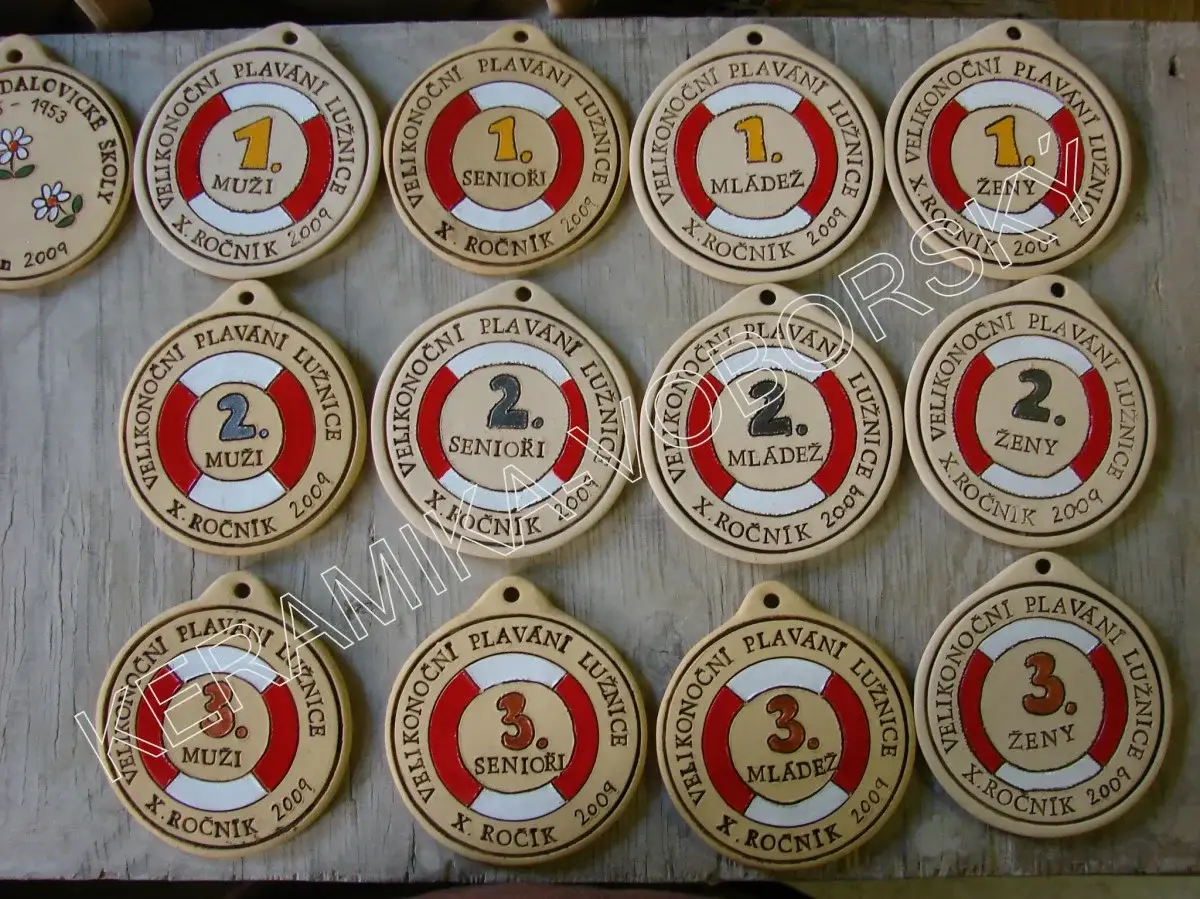 DALOVICKÉ ŠKOLY
- 1953
2009
VELIKONOČNÍ PLAVÁNÍ LUŽNICE
1.
MUŽI
X. ROČNÍK 2009
VELIKONOČNÍ PLAVÁNÍ LUŽNICE
1.
SENIOŘI
X. ROČNÍK 2009
VELIKONOČNÍ PLAVÁNÍ LUŽNICE
1.
MLÁDEŽ
X. ROČNÍK 2009
VELIKONOČNÍ PLAVÁNÍ LUŽNICE
1.
ŽENY
X. ROČNÍK 2009
VELIKONOČNÍ PLAVÁNÍ LUŽNICE
2.
MUŽI
X. ROČNÍK 2009
VELIKONOČNÍ PLAVÁNÍ LUŽNICE
2.
SENIOŘI
X. ROČNÍK 2009
VELIKONOČNÍ PLAVÁNÍ LUŽNICE
2.
MLÁDEŽ
X. ROČNÍK 2009
VELIKONOČNÍ PLAVÁNÍ LUŽNICE
2.
ŽENY
X. ROČNÍK 2009
VELIKONOČNÍ PLAVÁNÍ LUŽNICE
3.
MUŽI
X. ROČNÍK 2009
VELIKONOČNÍ PLAVÁNÍ LUŽNICE
3.
SENIOŘI
X. ROČÍK 2009
VELIKONOČNÍ PLAVÁNÍ LUŽNICE
3.
MLÁDEŽ
X. ROČNÍK 2009
VELIKONOČNÍ PLAVÁNÍ LUŽNICE
3.
ŽENY
X. ROČNÍK 2009
KERAMIKA-VOBORSKÝ